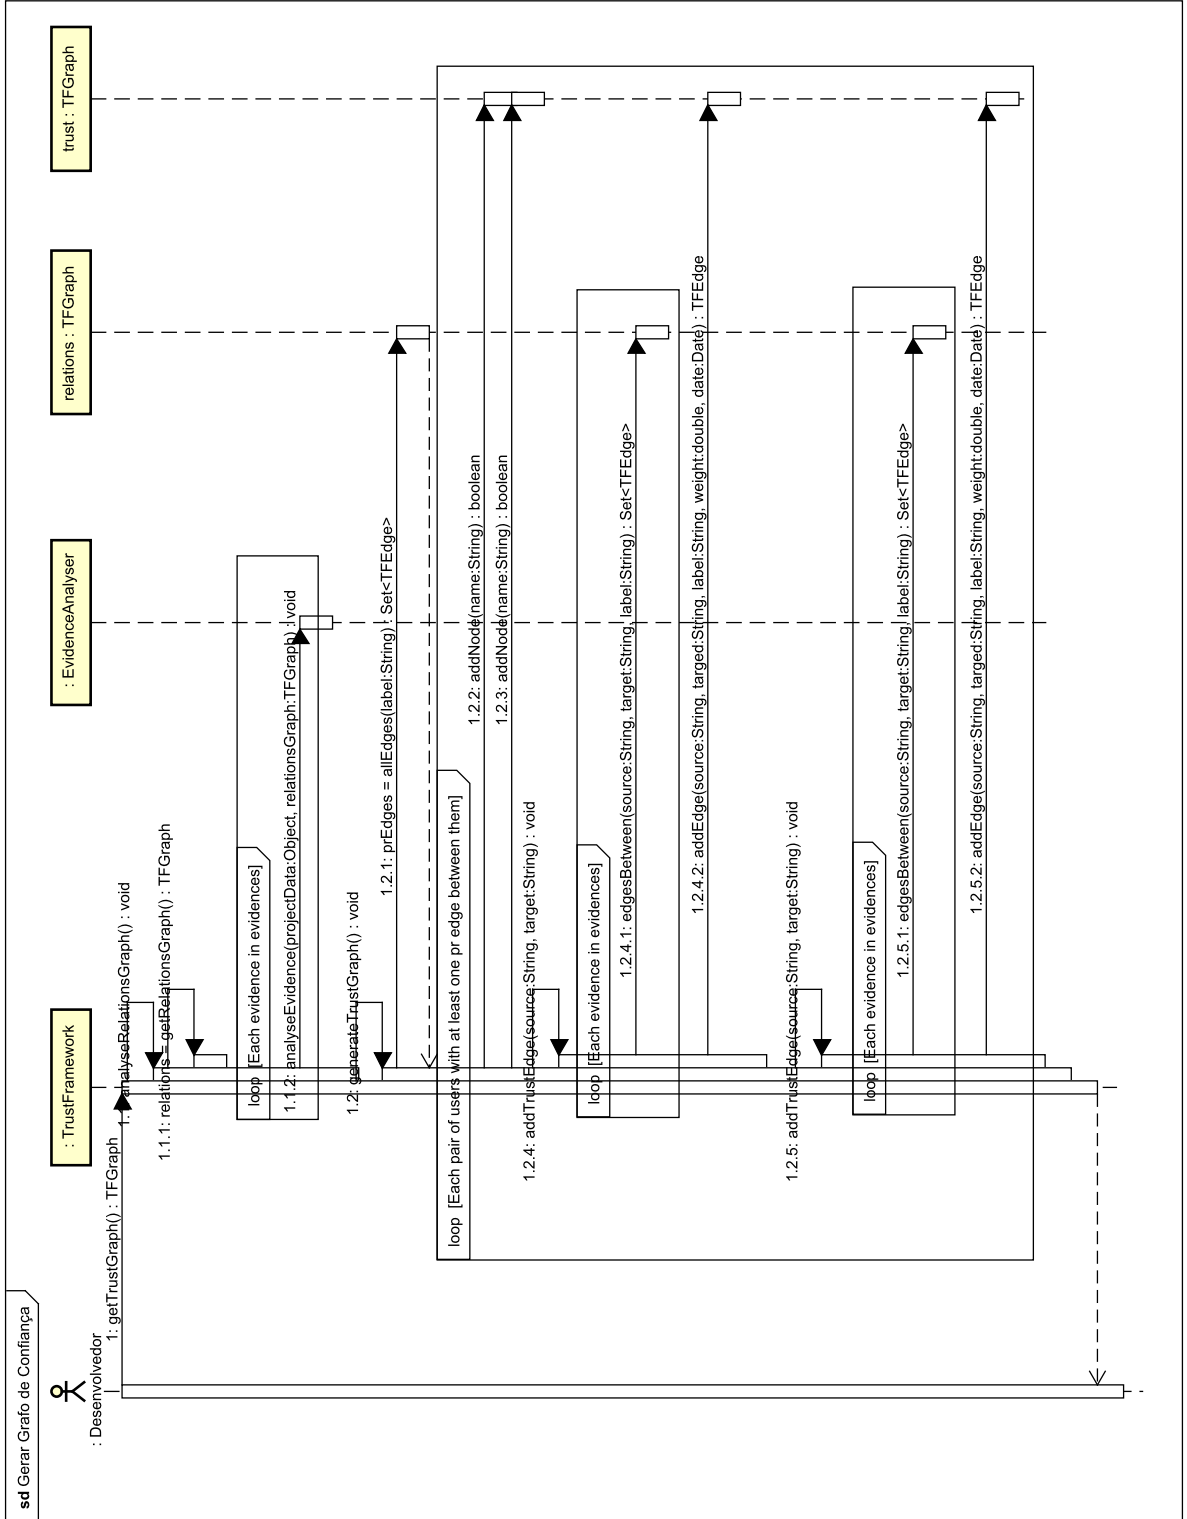 sd Gerar Grafo de Confiança
: Desenvolvedor
: TrustFramework
: EvidenceAnalyser
relations : TFGraph
trust : TFGraph
1: getTrustGraph() : TFGraph
1.1: analyseRelationsGraph() : void
1.1.1: relations = getRelationsGraph() : TFGraph
loop [Each evidence in evidences]
1.1.2: analyseEvidence(projectData:Object, relationsGraph:TFGraph) : void
1.2: generateTrustGraph() : void
1.2.1: prEdges = allEdges(label:String) : Set<TFEdge>
loop [Each pair of users with at least one pr edge between them]
1.2.2: addNode(name:String) : boolean
1.2.3: addNode(name:String) : boolean
1.2.4: addTrustEdge(source:String, target:String) : void
loop [Each evidence in evidences]
1.2.4.1: edgesBetween(source:String, target:String, label:String) : Set<TFEdge>
1.2.4.2: addEdge(source:String, targed:String, label:String, weight:double, date:Date) : TFEdge
1.2.5: addTrustEdge(source:String, target:String) : void
loop [Each evidence in evidences]
1.2.5.1: edgesBetween(source:String, target:String, label:String) : Set<TFEdge>
1.2.5.2: addEdge(source:String, targed:String, label:String, weight:double, date:Date) : TFEdge